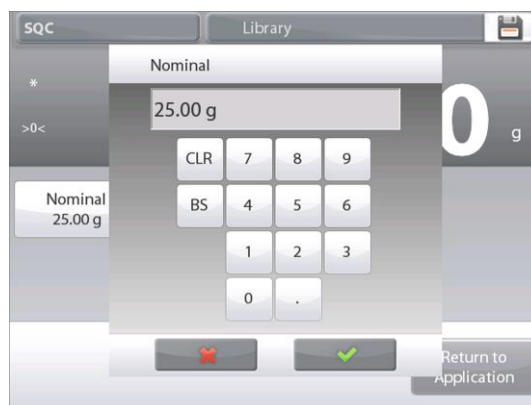 SQC
Library
Nominal
*
25.00 g
>0<
0
g
CLR 7 8 9
Nominal
25.00 g
BS 4 5 6
1 2 3
0 .
Return to
Application